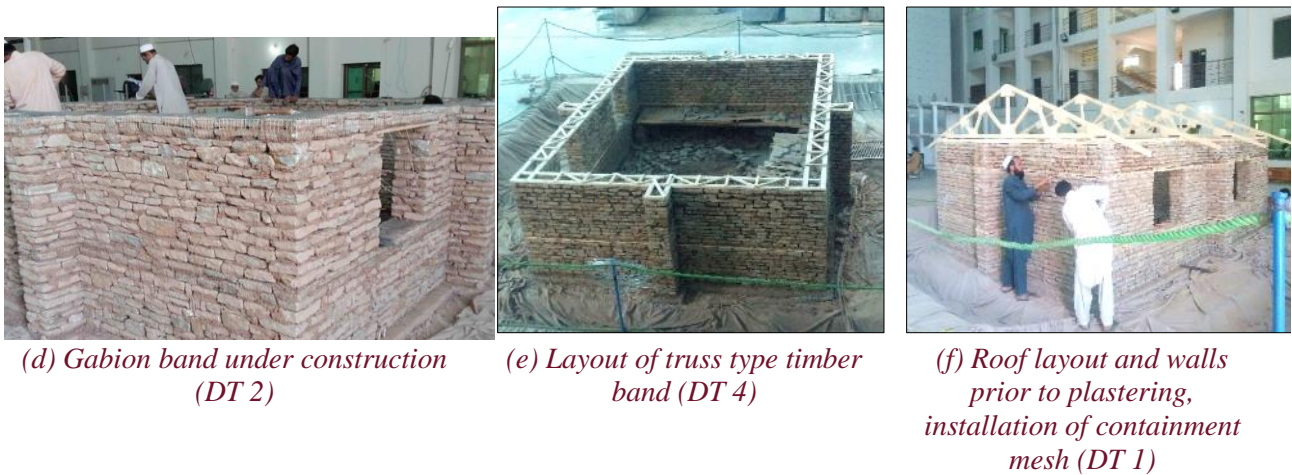 (d) Gabion band under construction
(DT 2)
(e) Layout of truss type timber
band (DT 4)
(f) Roof layout and walls
prior to plastering,
installation of containment
mesh (DT 1)